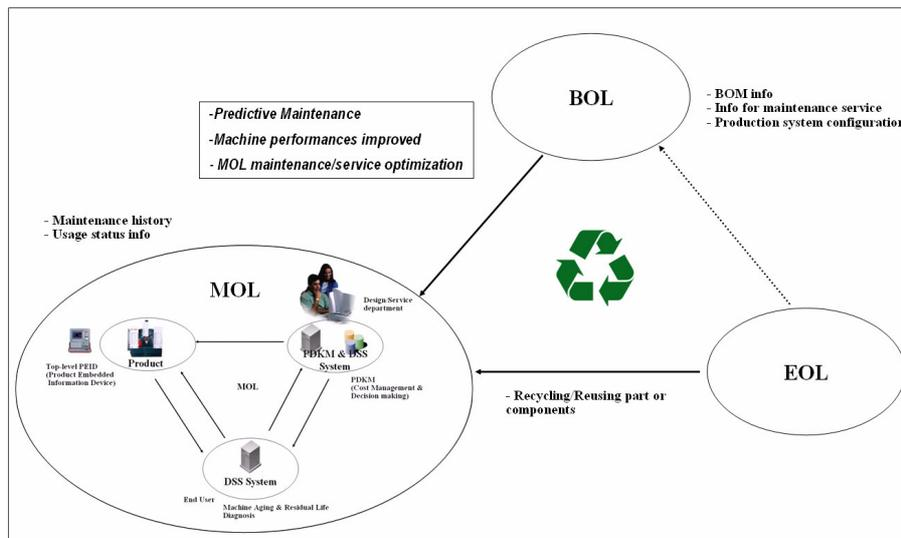 BOL
- BOM info
- Info for maintenance service
- Production system configuration
-Predictive Maintenance
-Machine performances improved
- MOL maintenance/service optimization
- Maintenance history
- Usage status info
MOL
Design/Service
department
Top-level PEID
(Product Embedded
Information Device)
Product
PDKM & DSS
System
MOL
PDKM
(Cost Management &
Decision making)
DSS System
End User
Machine Aging & Residual Life
Diagnosis
EOL
- Recycling/Reusing part or
components